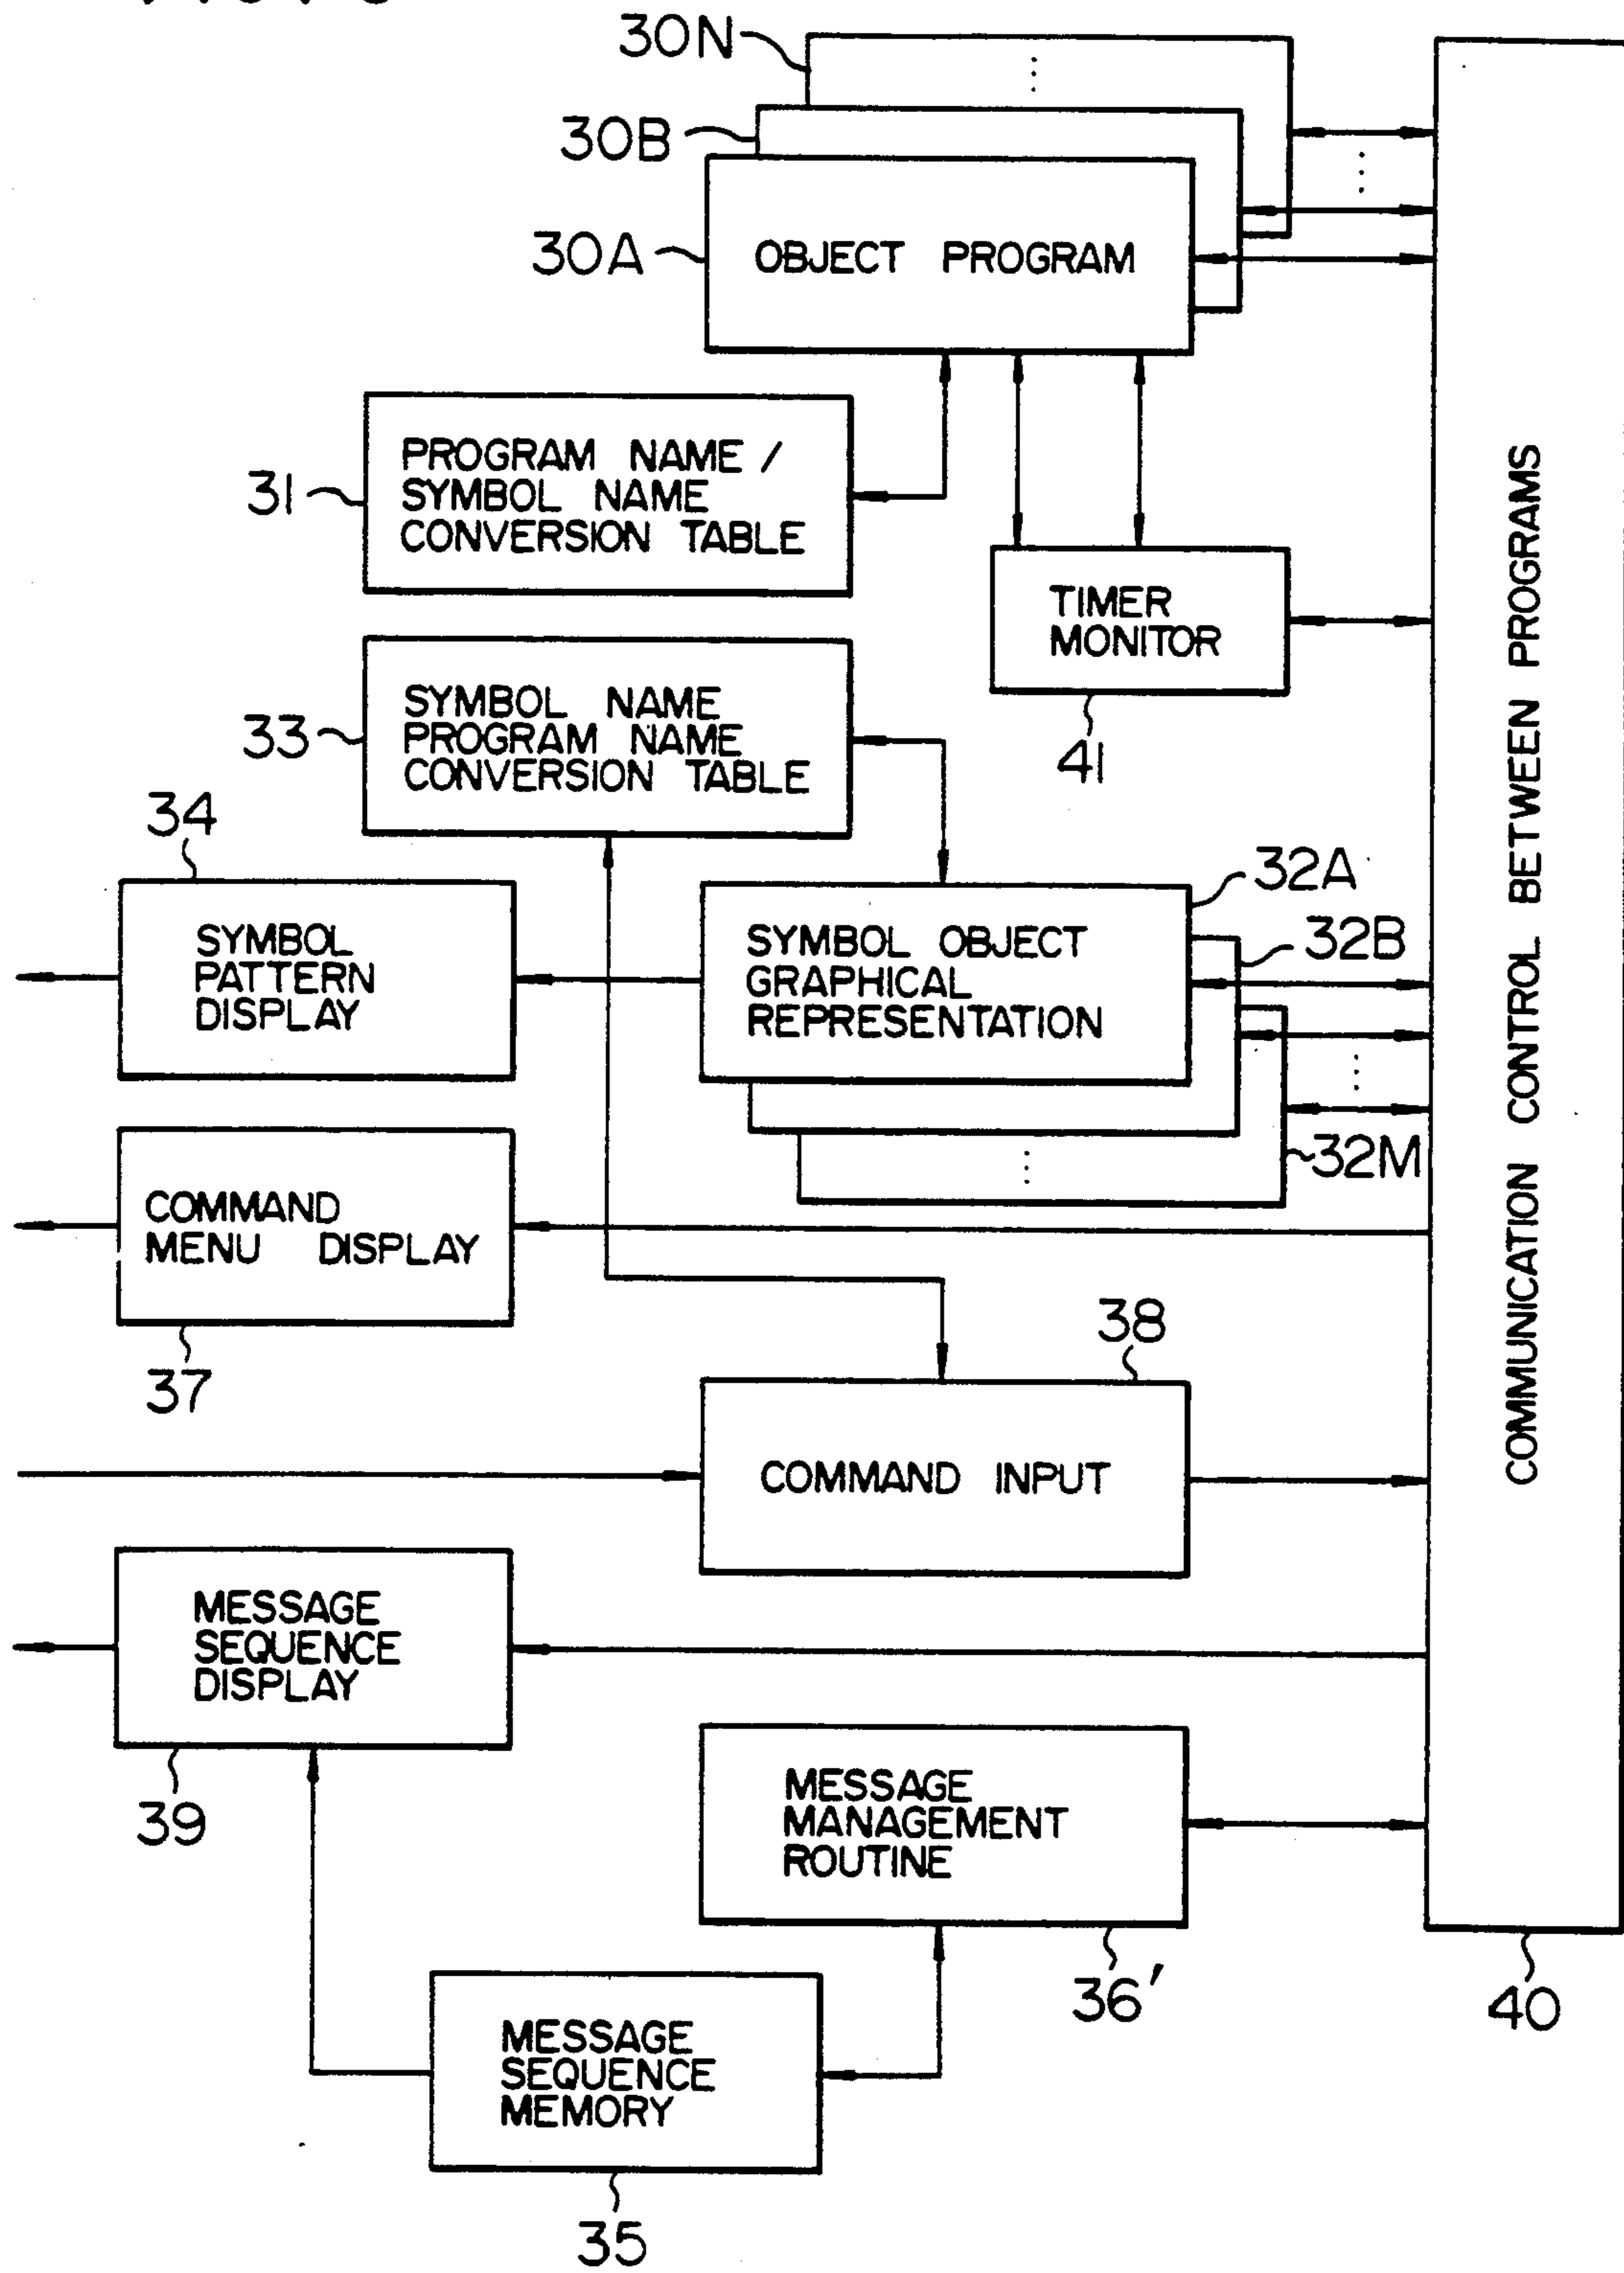 30N
30B
30A
OBJECT PROGRAM
31
PROGRAM NAME /
SYMBOL NAME
CONVERSION TABLE
TIMER
MONITOR
41
33
SYMBOL NAME
PROGRAM NAME
CONVERSION TABLE
34
SYMBOL
PATTERN
DISPLAY
32A
SYMBOL OBJECT
GRAPHICAL
REPRESENTATION
32B
32M
COMMAND
MENU DISPLAY
37
38
COMMAND INPUT
MESSAGE
SEQUENCE
DISPLAY
39
MESSAGE
MANAGEMENT
ROUTINE
36'
MESSAGE
SEQUENCE
MEMORY
35
COMMUNICATION CONTROL BETWEEN PROGRAMS
40